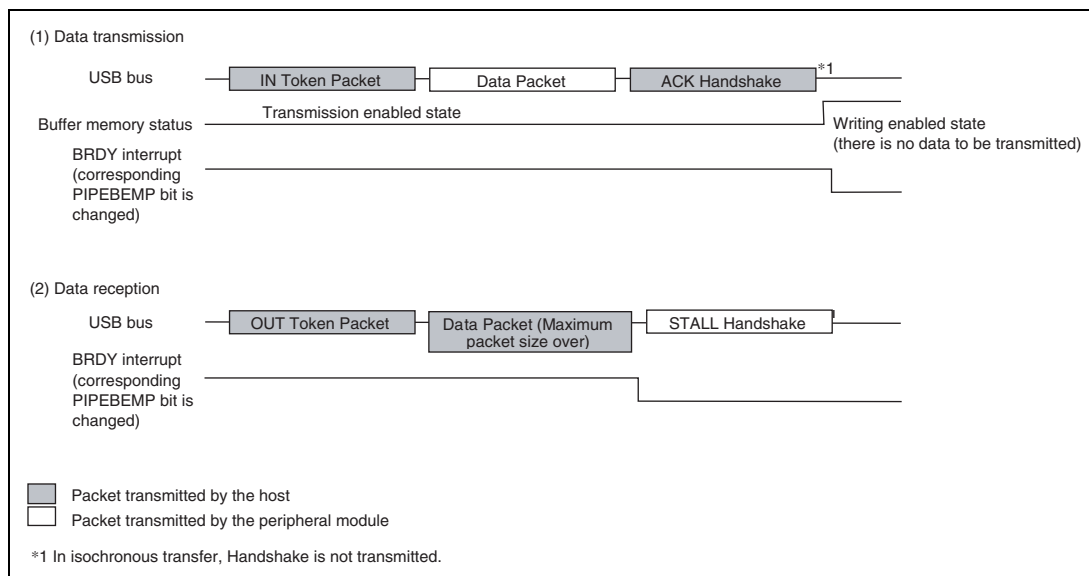 (1) Data transmission
USB bus
IN Token Packet
Data Packet
ACK Handshake
*1
Buffer memory status
Transmission enabled state
Writing enabled state
(there is no data to be transmitted)
BRDY interrupt
(corresponding
PIPEBEMP bit is
changed)
(2) Data reception
USB bus
OUT Token Packet
Data Packet (Maximum
packet size over)
STALL Handshake
BRDY interrupt
(corresponding
PIPEBEMP bit is
changed)
Packet transmitted by the host
Packet transmitted by the peripheral module
*1 In isochronous transfer, Handshake is not transmitted.